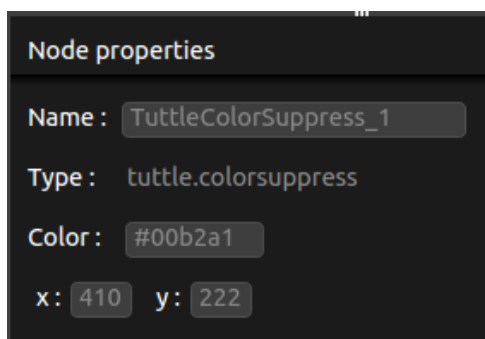 Node properties
Name : TuttleColorSuppress_1
Type : tuttle.colorsuppress
Color : #00b2a1
x : 410 y : 222